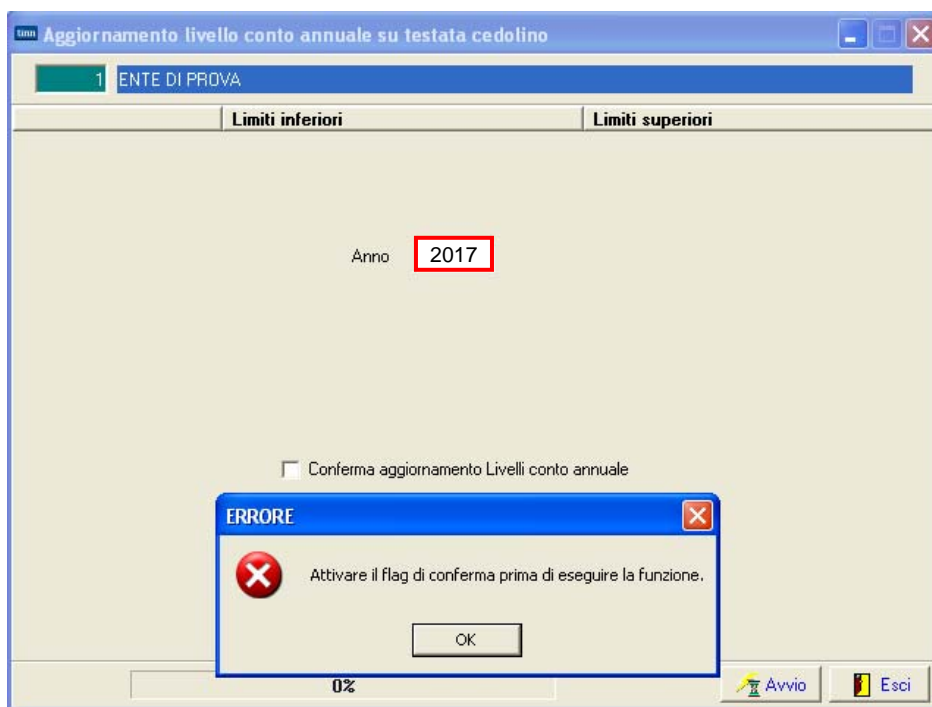 tinn Aggiornamento livello conto annuale su testata cedolino
1 ENTE DI PROVA
Limiti inferiori Limiti superiori
Anno 2017
Conferma aggiornamento Livelli conto annuale
ERRORE
Attivare il flag di conferma prima di eseguire la funzione.
OK
0% Avvio Esci